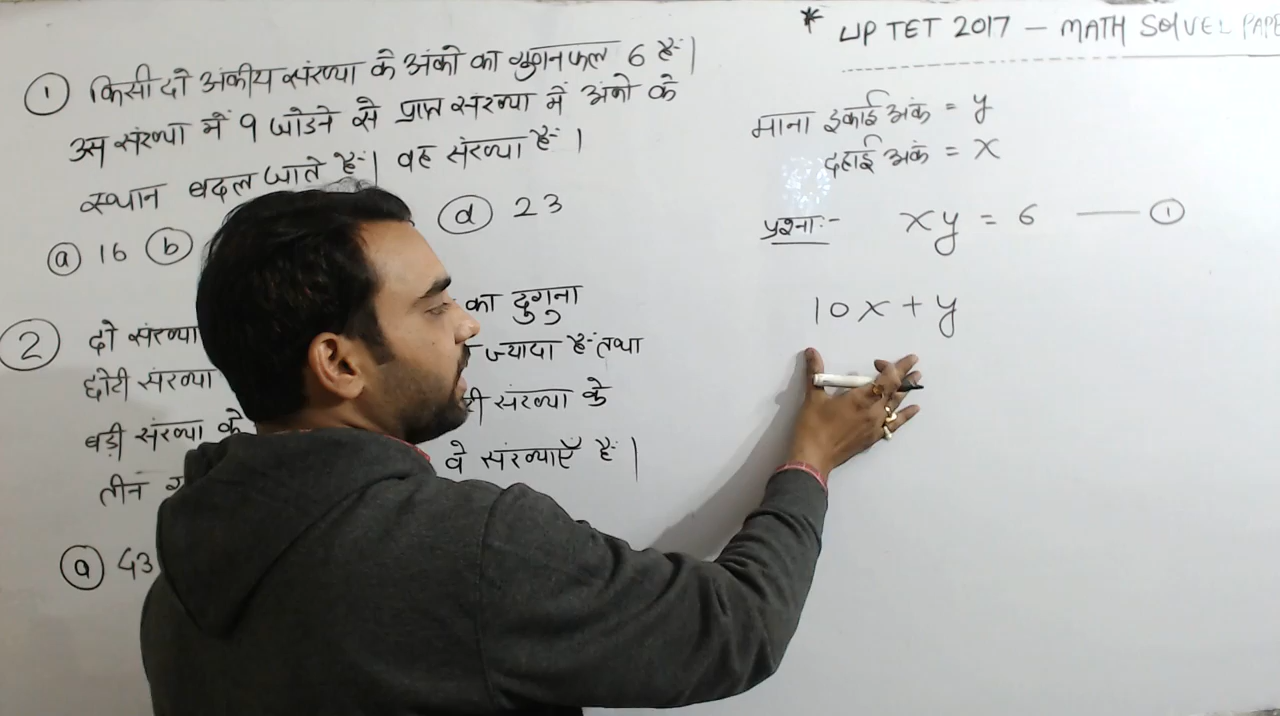 * UP TET 2017 – MATH SOLVEL PAPE
① किसी दो अंकीय संख्या के अंको का गुणनफल 6 है।
उस संख्या में 9 जोडने से प्राप्त संख्या में अंको के
स्थान बदल जाते है। वह संख्या है।
ⓐ 16 ⓑ ⓓ 23
② दो संख्या का दुगुना
छोटी संख्या ज्यादा है तथा
बड़ी संख्या के संख्या के
तीन वे संख्याएँ है।
ⓐ 43
माना इकाई अंक = y
दहाई अंक = x
प्रश्नाः- xy = 6 —— ①
10x + y